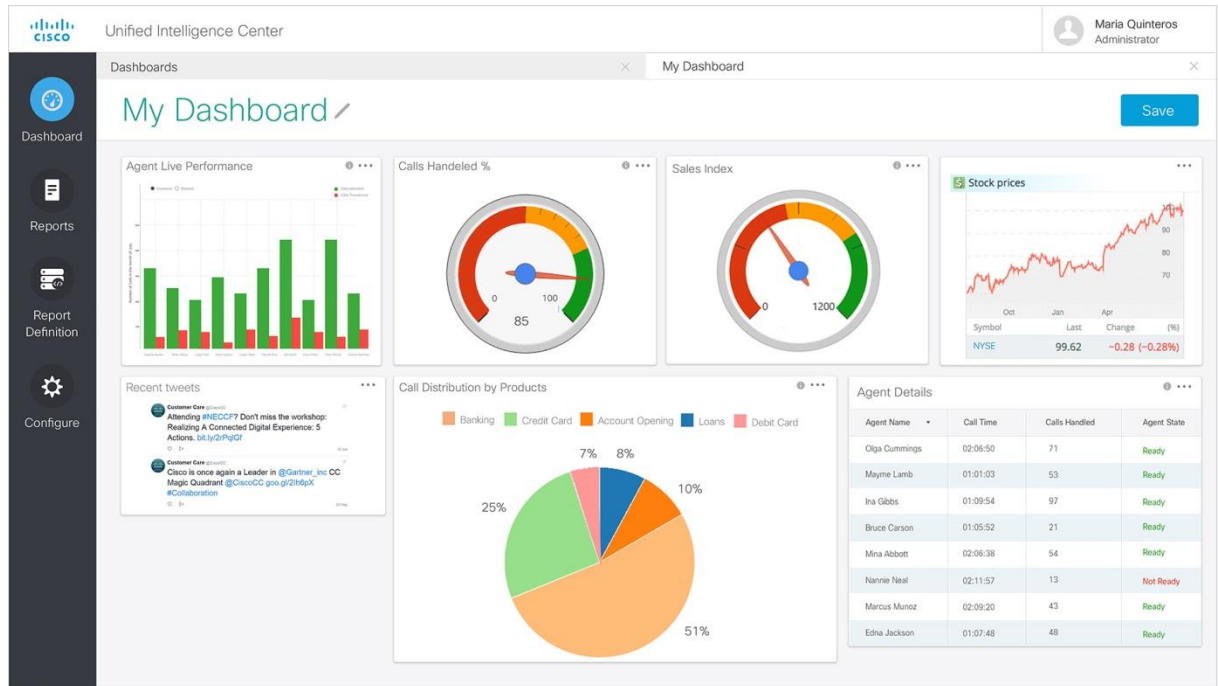 CISCO
Unified Intelligence Center
Maria Quinteros
Administrator
Dashboards
My Dashboard
My Dashboard
Save
Dashboard
Reports
Report
Definition
Configure
Agent Live Performance
Calls Handeled %
0
100
85
Sales Index
0
1200
Stock prices
90
80
70
Oct Jan Apr
Symbol Last Change (%)
NYSE 99.62 −0.28 (−0.28%)
Recent tweets
Customer Care
Attending #NECCF? Don't miss the workshop:
Realizing A Connected Digital Experience: 5
Actions. bit.ly/2rPqlGf
Customer Care
Cisco is once again a Leader in @Gartner_inc CC
Magic Quadrant @CiscoCC goo.gl/2Ih6pX
#Collaboration
Call Distribution by Products
Banking Credit Card Account Opening Loans Debit Card
7% 8%
10%
25%
51%
Agent Details
Agent Name Call Time Calls Handled Agent State
Olga Cummings 02:06:50 71 Ready
Mayme Lamb 01:01:03 53 Ready
Ina Gibbs 01:09:54 97 Ready
Bruce Carson 01:05:52 21 Ready
Mina Abbott 02:06:38 54 Ready
Nannie Neal 02:11:57 13 Not Ready
Marcus Munoz 02:09:20 43 Ready
Edna Jackson 01:07:48 48 Ready